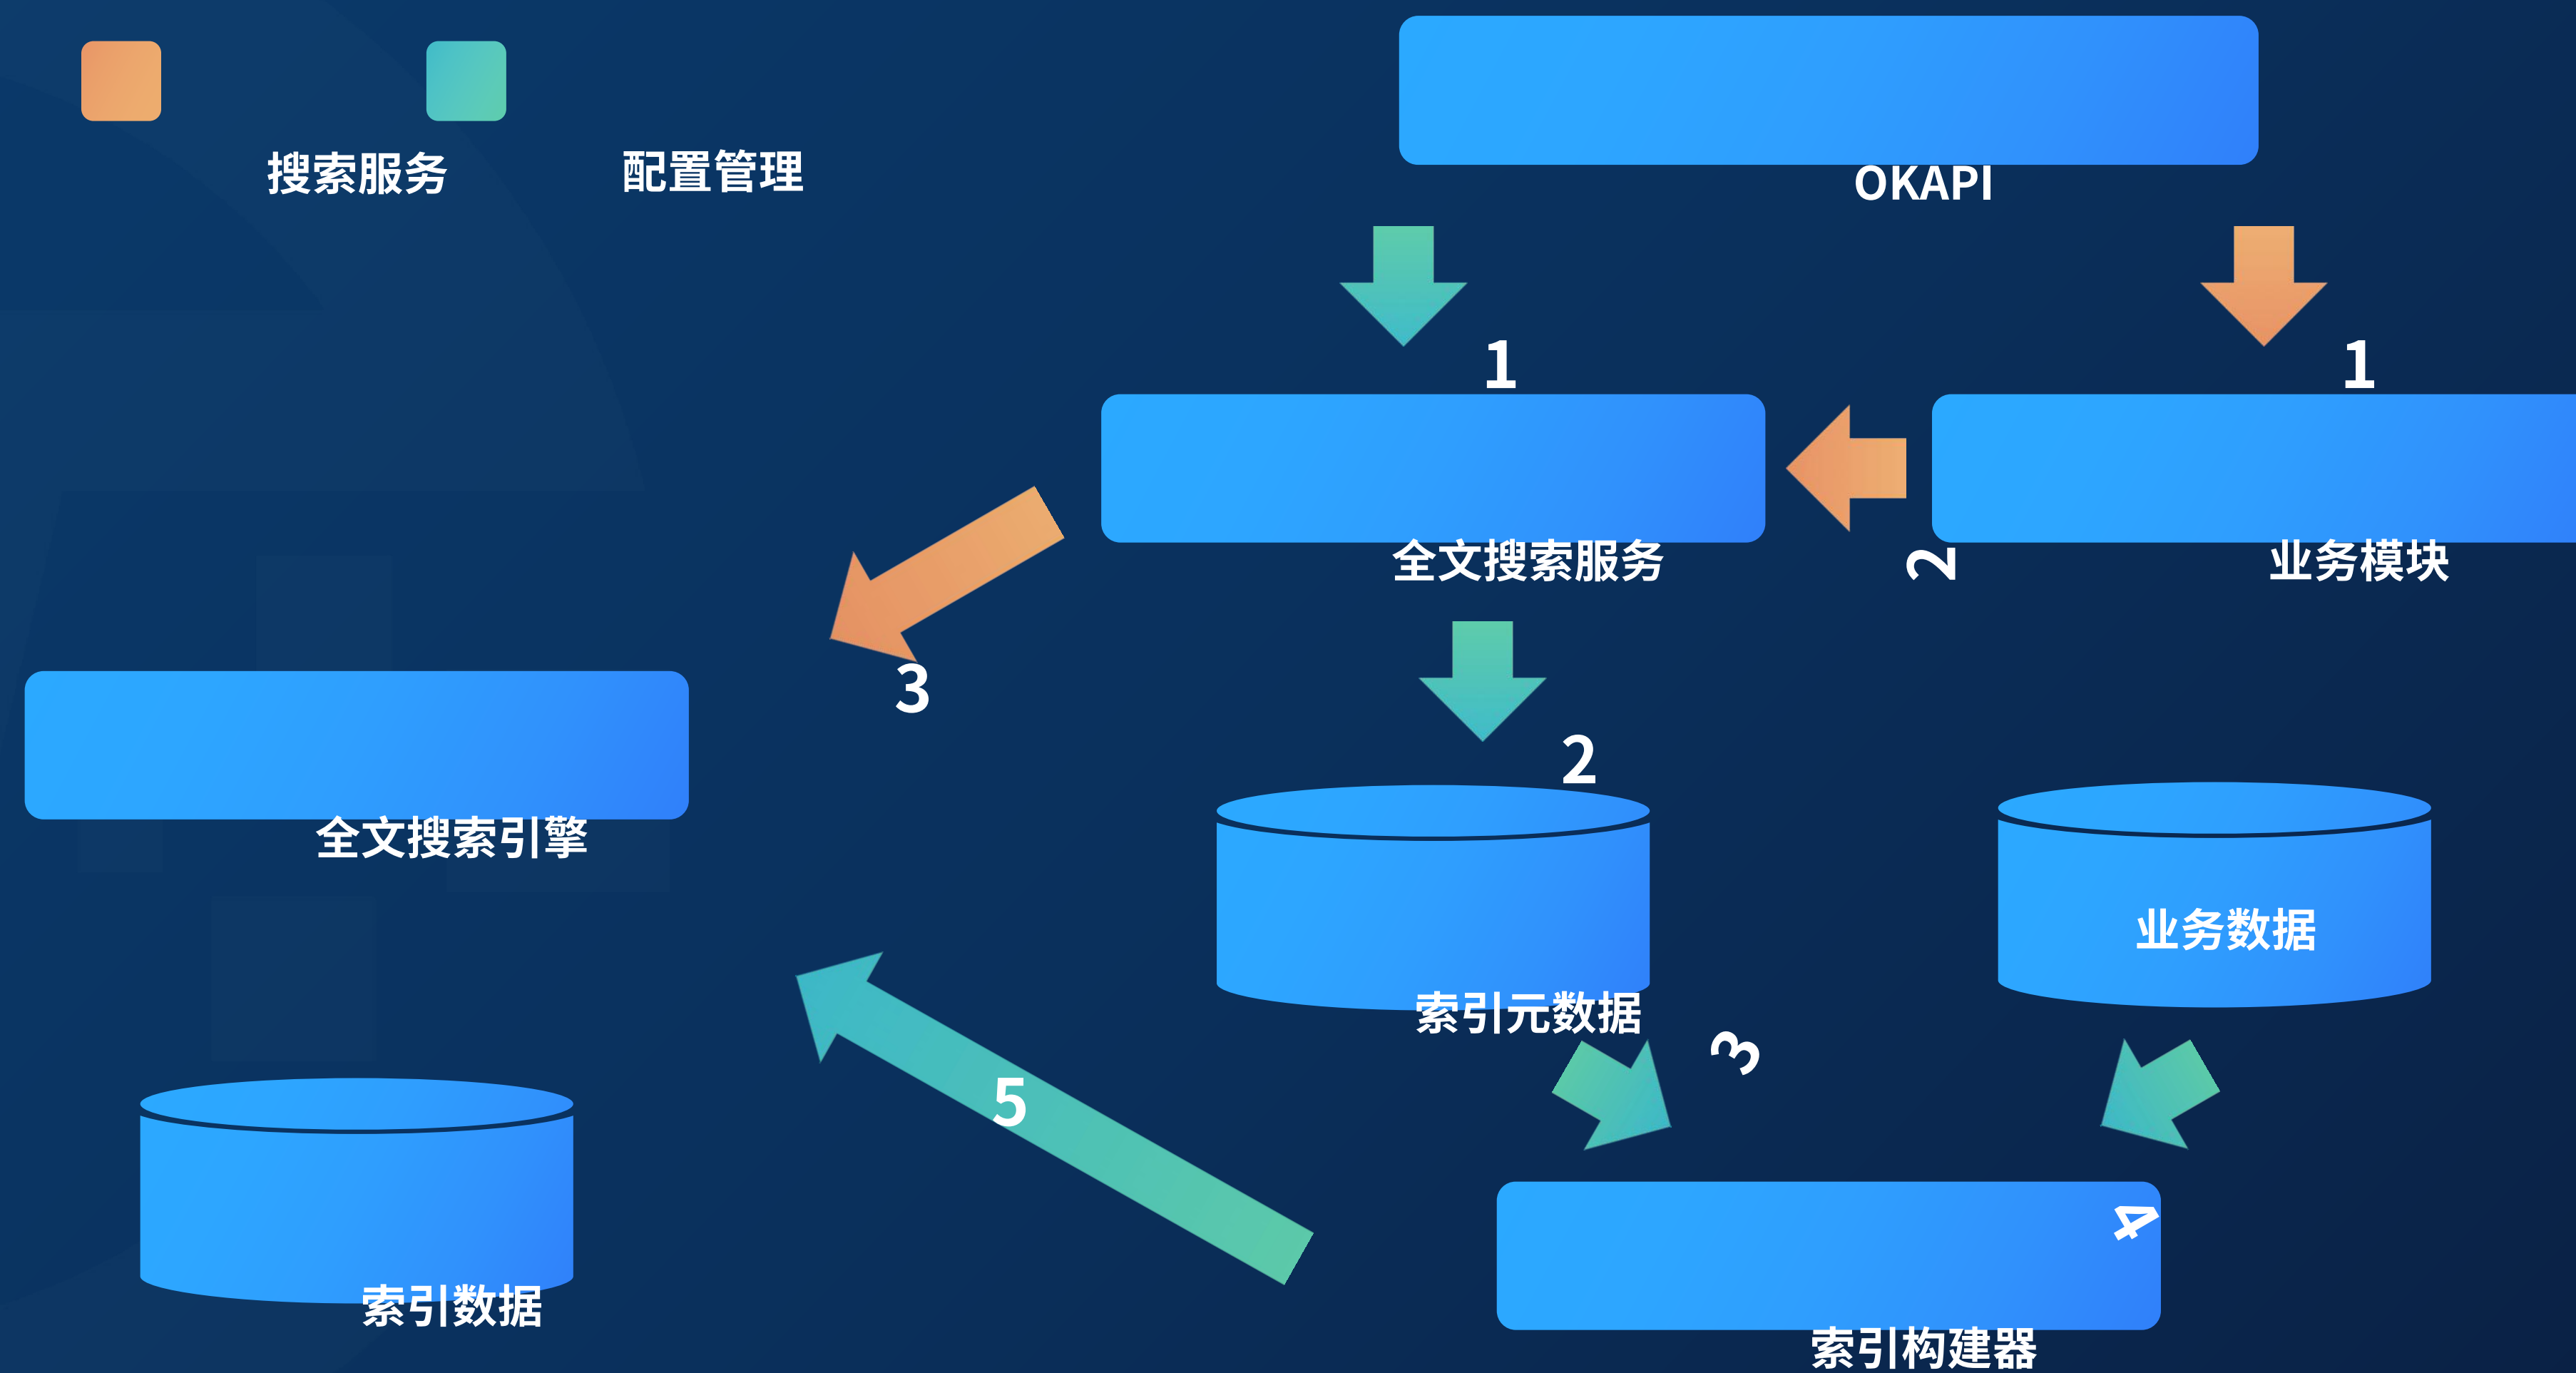 搜索服务
配置管理
OKAPI
1
1
全文搜索服务
2
业务模块
3
2
全文搜索引擎
业务数据
索引元数据
3
5
4
索引数据
索引构建器